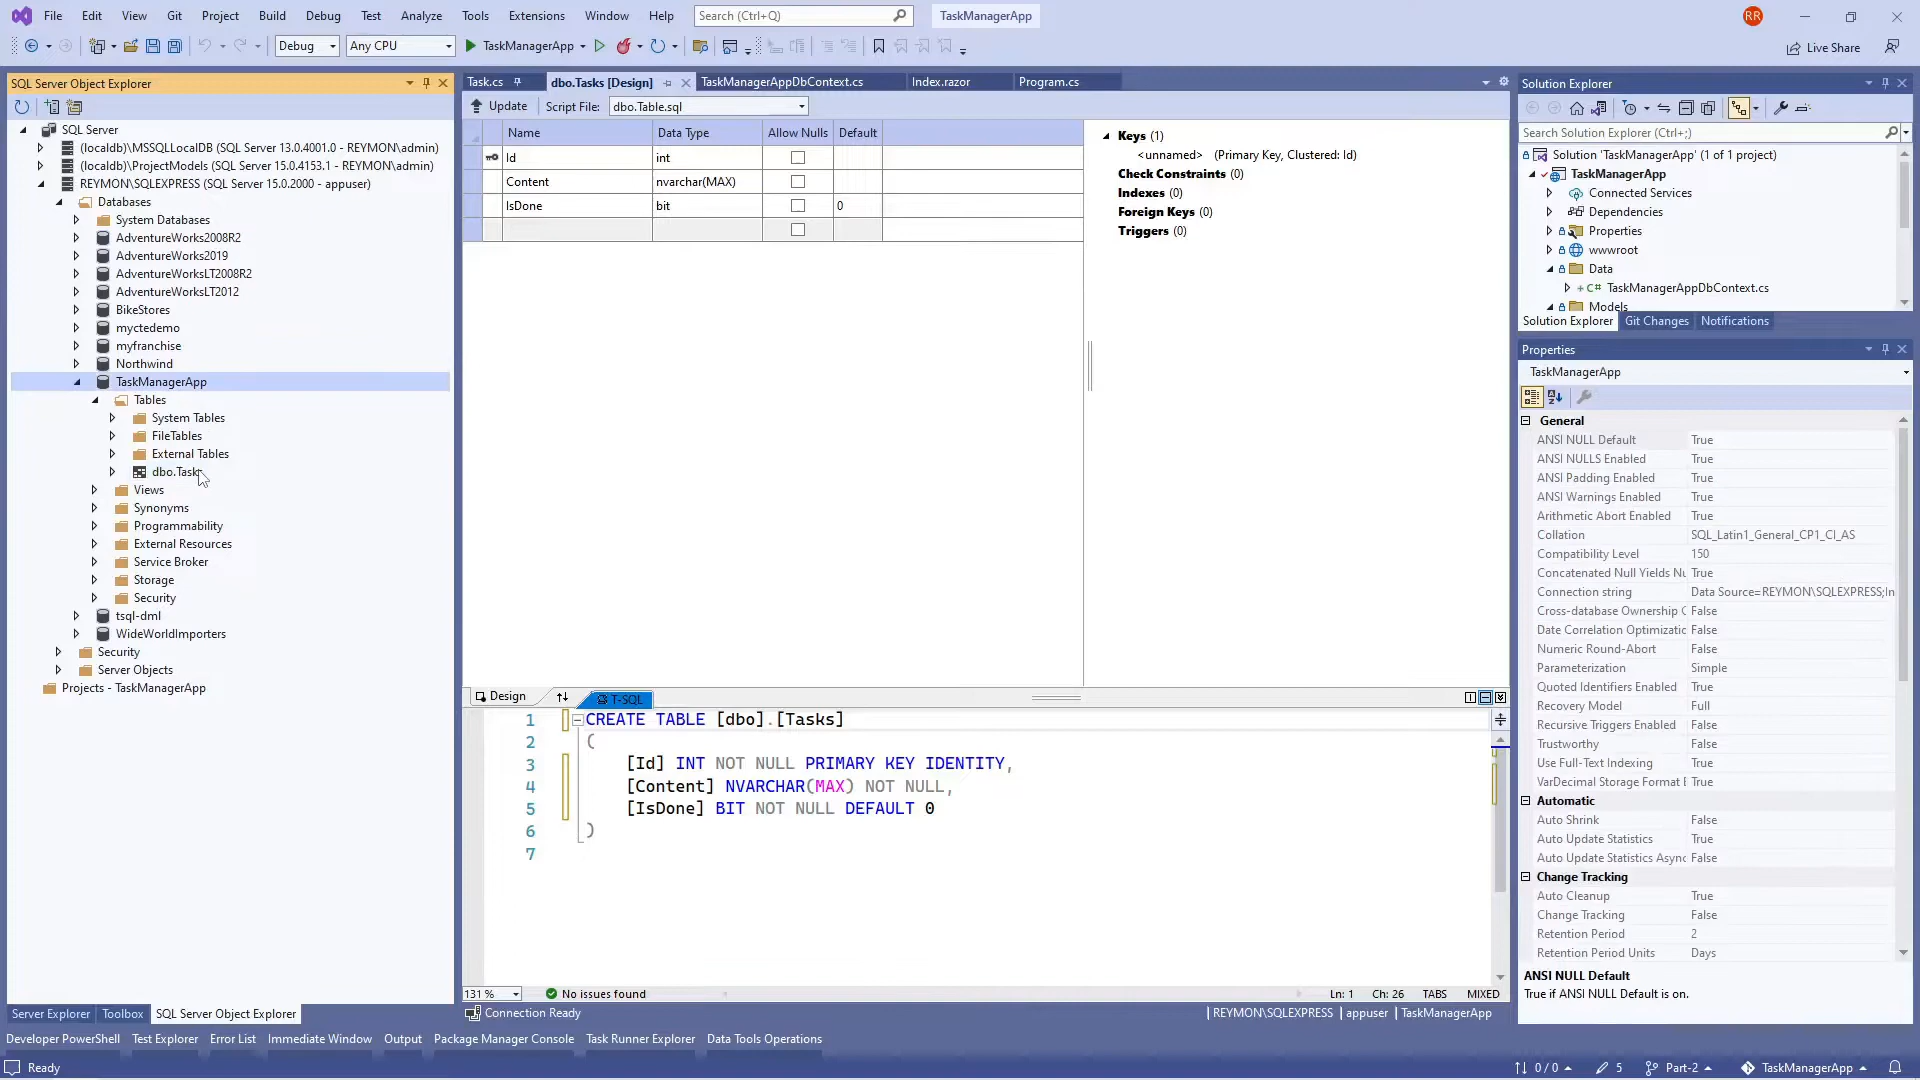 File Edit View Git Project Build Debug Test Analyze Tools Extensions Window Help Search (Ctrl+Q) TaskManagerApp RR
Debug Any CPU TaskManagerApp Live Share
SQL Server Object Explorer
SQL Server
(localdb)\MSSQLLocalDB (SQL Server 13.0.4001.0 - REYMON\admin)
(localdb)\ProjectModels (SQL Server 15.0.4153.1 - REYMON\admin)
REYMON\SQLEXPRESS (SQL Server 15.0.2000 - appuser)
Databases
System Databases
AdventureWorks2008R2
AdventureWorks2019
AdventureWorksLT2008R2
AdventureWorksLT2012
BikeStores
myctedemo
myfranchise
Northwind
TaskManagerApp
Tables
System Tables
FileTables
External Tables
Views
Synonyms
Programmability
External Resources
Service Broker
Storage
Security
tsql-dml
WideWorldImporters
Security
Server Objects
Projects - TaskManagerApp
Server Explorer Toolbox SQL Server Object Explorer
Task.cs dbo.Tasks [Design] TaskManagerAppDbContext.cs Index.razor Program.cs
Update Script File: dbo.Table.sql
Name Data Type Allow Nulls Default
Id int
Content nvarchar(MAX)
IsDone bit 0
Keys (1)
<unnamed> (Primary Key, Clustered: Id)
Check Constraints (0)
Indexes (0)
Foreign Keys (0)
Triggers (0)
Design T-SQL
1 CREATE TABLE [dbo].[Tasks]
2 (
3 [Id] INT NOT NULL PRIMARY KEY IDENTITY,
4 [Content] NVARCHAR(MAX) NOT NULL,
5 [IsDone] BIT NOT NULL DEFAULT 0
6 )
7
131 % No issues found Ln: 1 Ch: 26 TABS MIXED
Connection Ready REYMON\SQLEXPRESS appuser TaskManagerApp
Solution Explorer
Search Solution Explorer (Ctrl+;)
Solution 'TaskManagerApp' (1 of 1 project)
TaskManagerApp
Connected Services
Dependencies
Properties
wwwroot
Data
C# TaskManagerAppDbContext.cs
Models
Solution Explorer Git Changes Notifications
Properties
TaskManagerApp
General
ANSI NULL Default True
ANSI NULLS Enabled True
ANSI Padding Enabled True
ANSI Warnings Enabled True
Arithmetic Abort Enabled True
Collation SQL_Latin1_General_CP1_CI_AS
Compatibility Level 150
Concatenated Null Yields Nu True
Connection string Data Source=REYMON\SQLEXPRESS;In
Cross-database Ownership C False
Date Correlation Optimizatic False
Numeric Round-Abort False
Parameterization Simple
Quoted Identifiers Enabled True
Recovery Model Full
Recursive Triggers Enabled False
Trustworthy False
Use Full-Text Indexing True
VarDecimal Storage Format E True
Automatic
Auto Shrink False
Auto Update Statistics True
Auto Update Statistics Async False
Change Tracking
Auto Cleanup True
Change Tracking False
Retention Period 2
Retention Period Units Days
ANSI NULL Default
True if ANSI NULL Default is on.
Developer PowerShell Test Explorer Error List Immediate Window Output Package Manager Console Task Runner Explorer Data Tools Operations
Ready 0 / 0 5 Part-2 TaskManagerApp